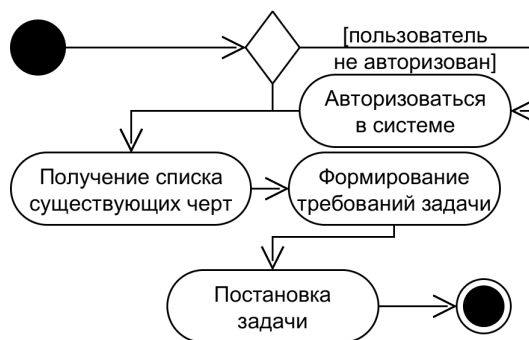 [пользователь
не авторизован]
Авторизоваться
в системе
Получение списка
существующих черт
Формирование
требований задачи
Постановка
задачи